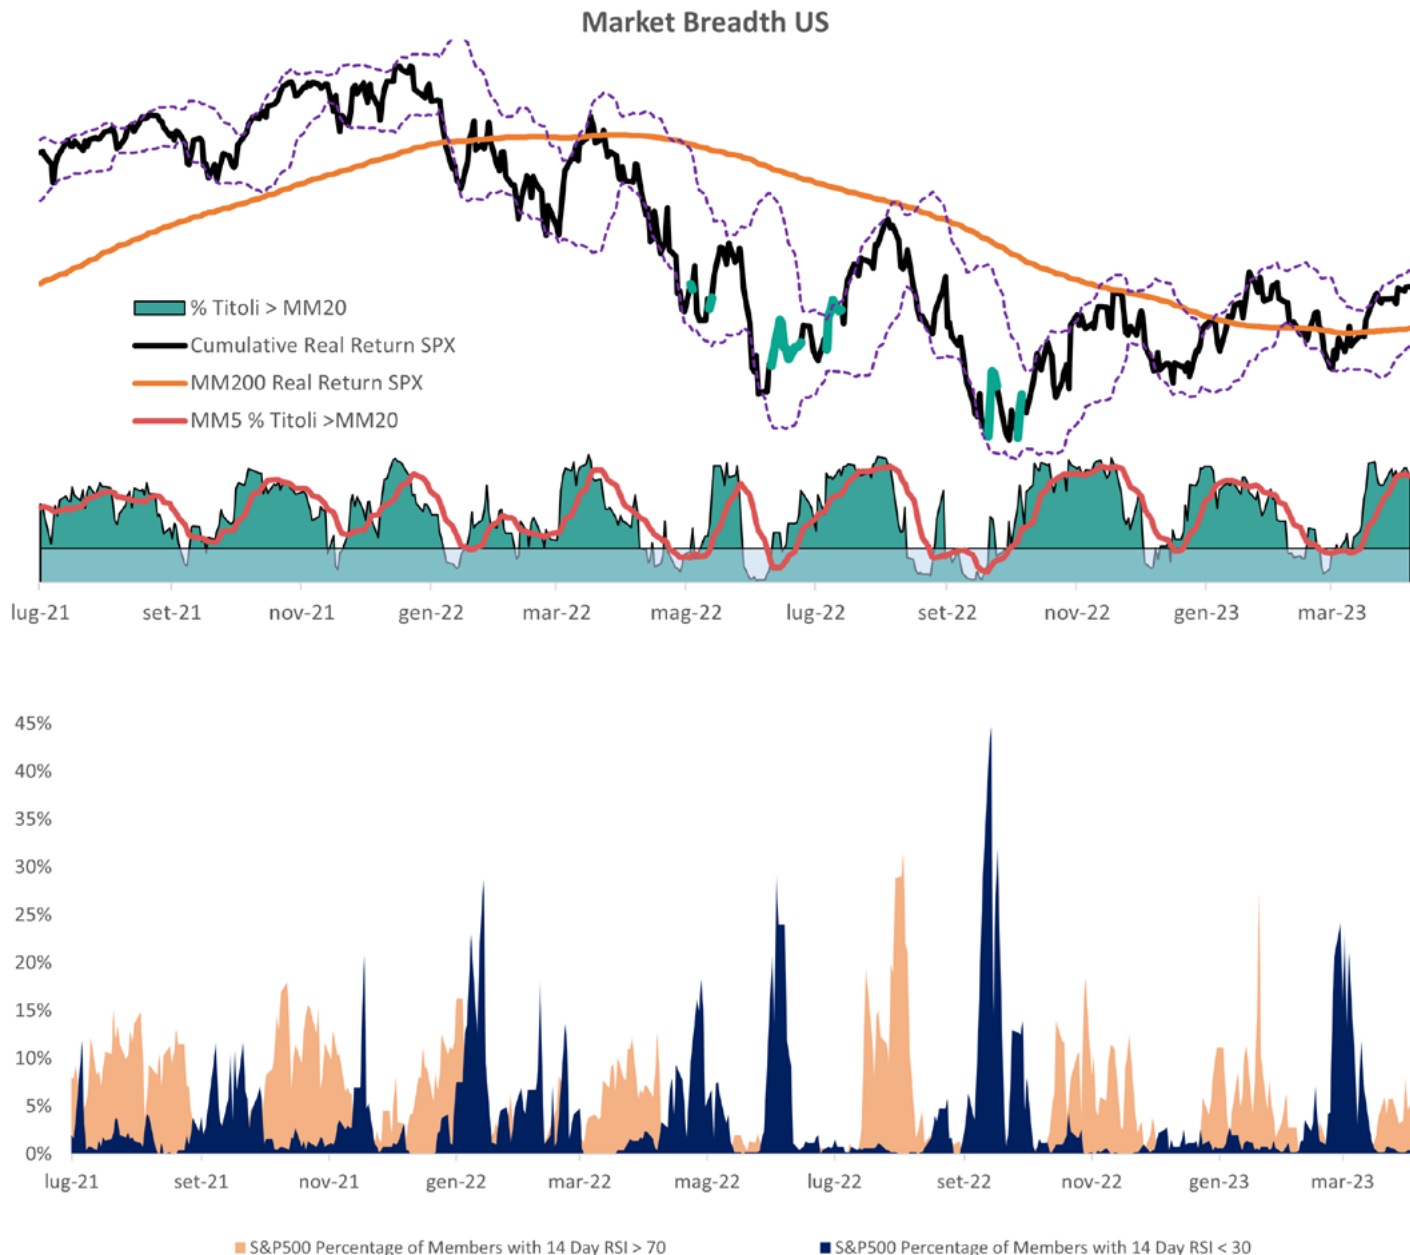 Market Breadth US
% Titoli > MM20
Cumulative Real Return SPX
MM200 Real Return SPX
MM5 % Titoli >MM20
lug-21 set-21 nov-21 gen-22 mar-22 mag-22 lug-22 set-22 nov-22 gen-23 mar-23
45%
40%
35%
30%
25%
20%
15%
10%
5%
0%
lug-21 set-21 nov-21 gen-22 mar-22 mag-22 lug-22 set-22 nov-22 gen-23 mar-23
S&P500 Percentage of Members with 14 Day RSI > 70 S&P500 Percentage of Members with 14 Day RSI < 30